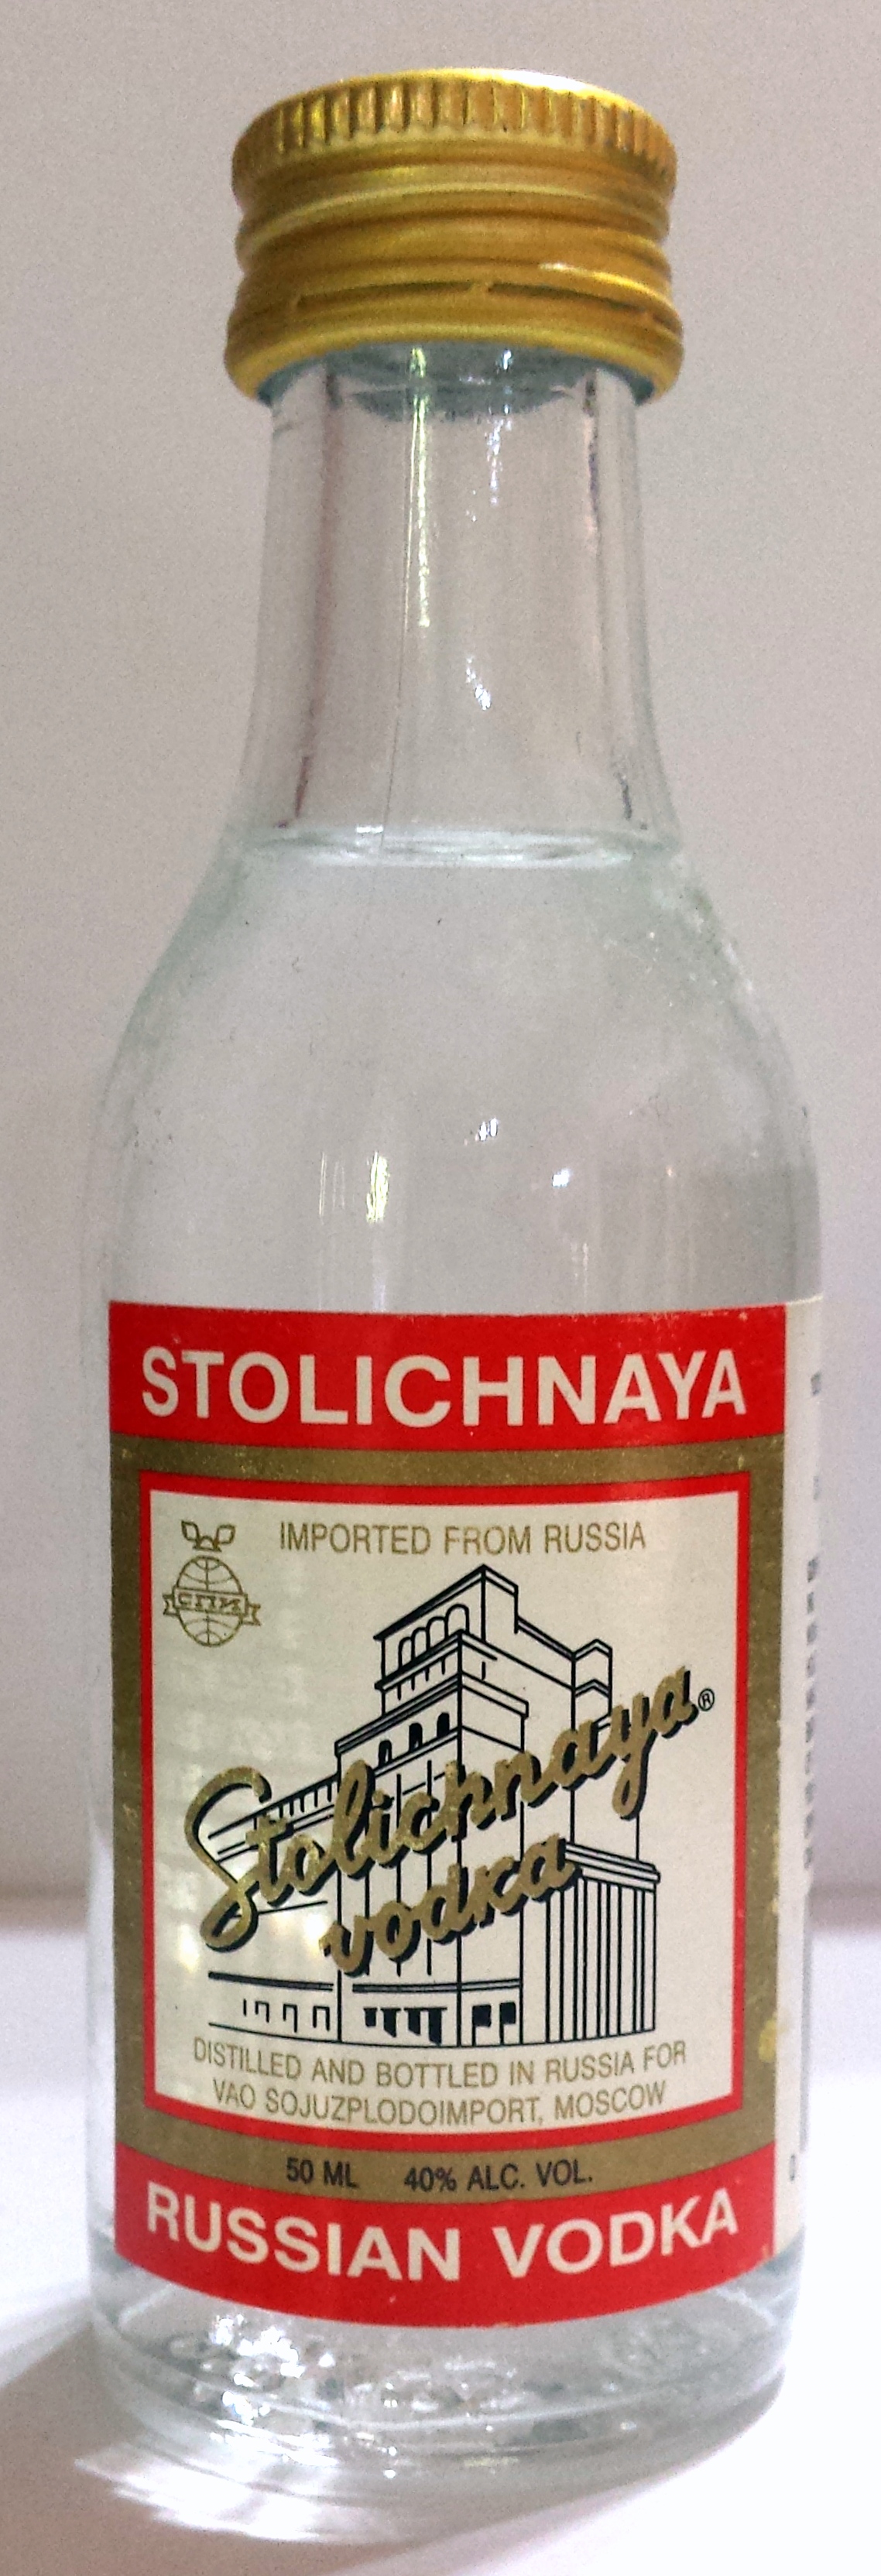 STOLICHNAYA
IMPORTED FROM RUSSIA
СПИ
Stolichnaya®
vodka
DISTILLED AND BOTTLED IN RUSSIA FOR
VAO SOJUZPLODOIMPORT, MOSCOW
50 ML 40% ALC. VOL.
RUSSIAN VODKA
0